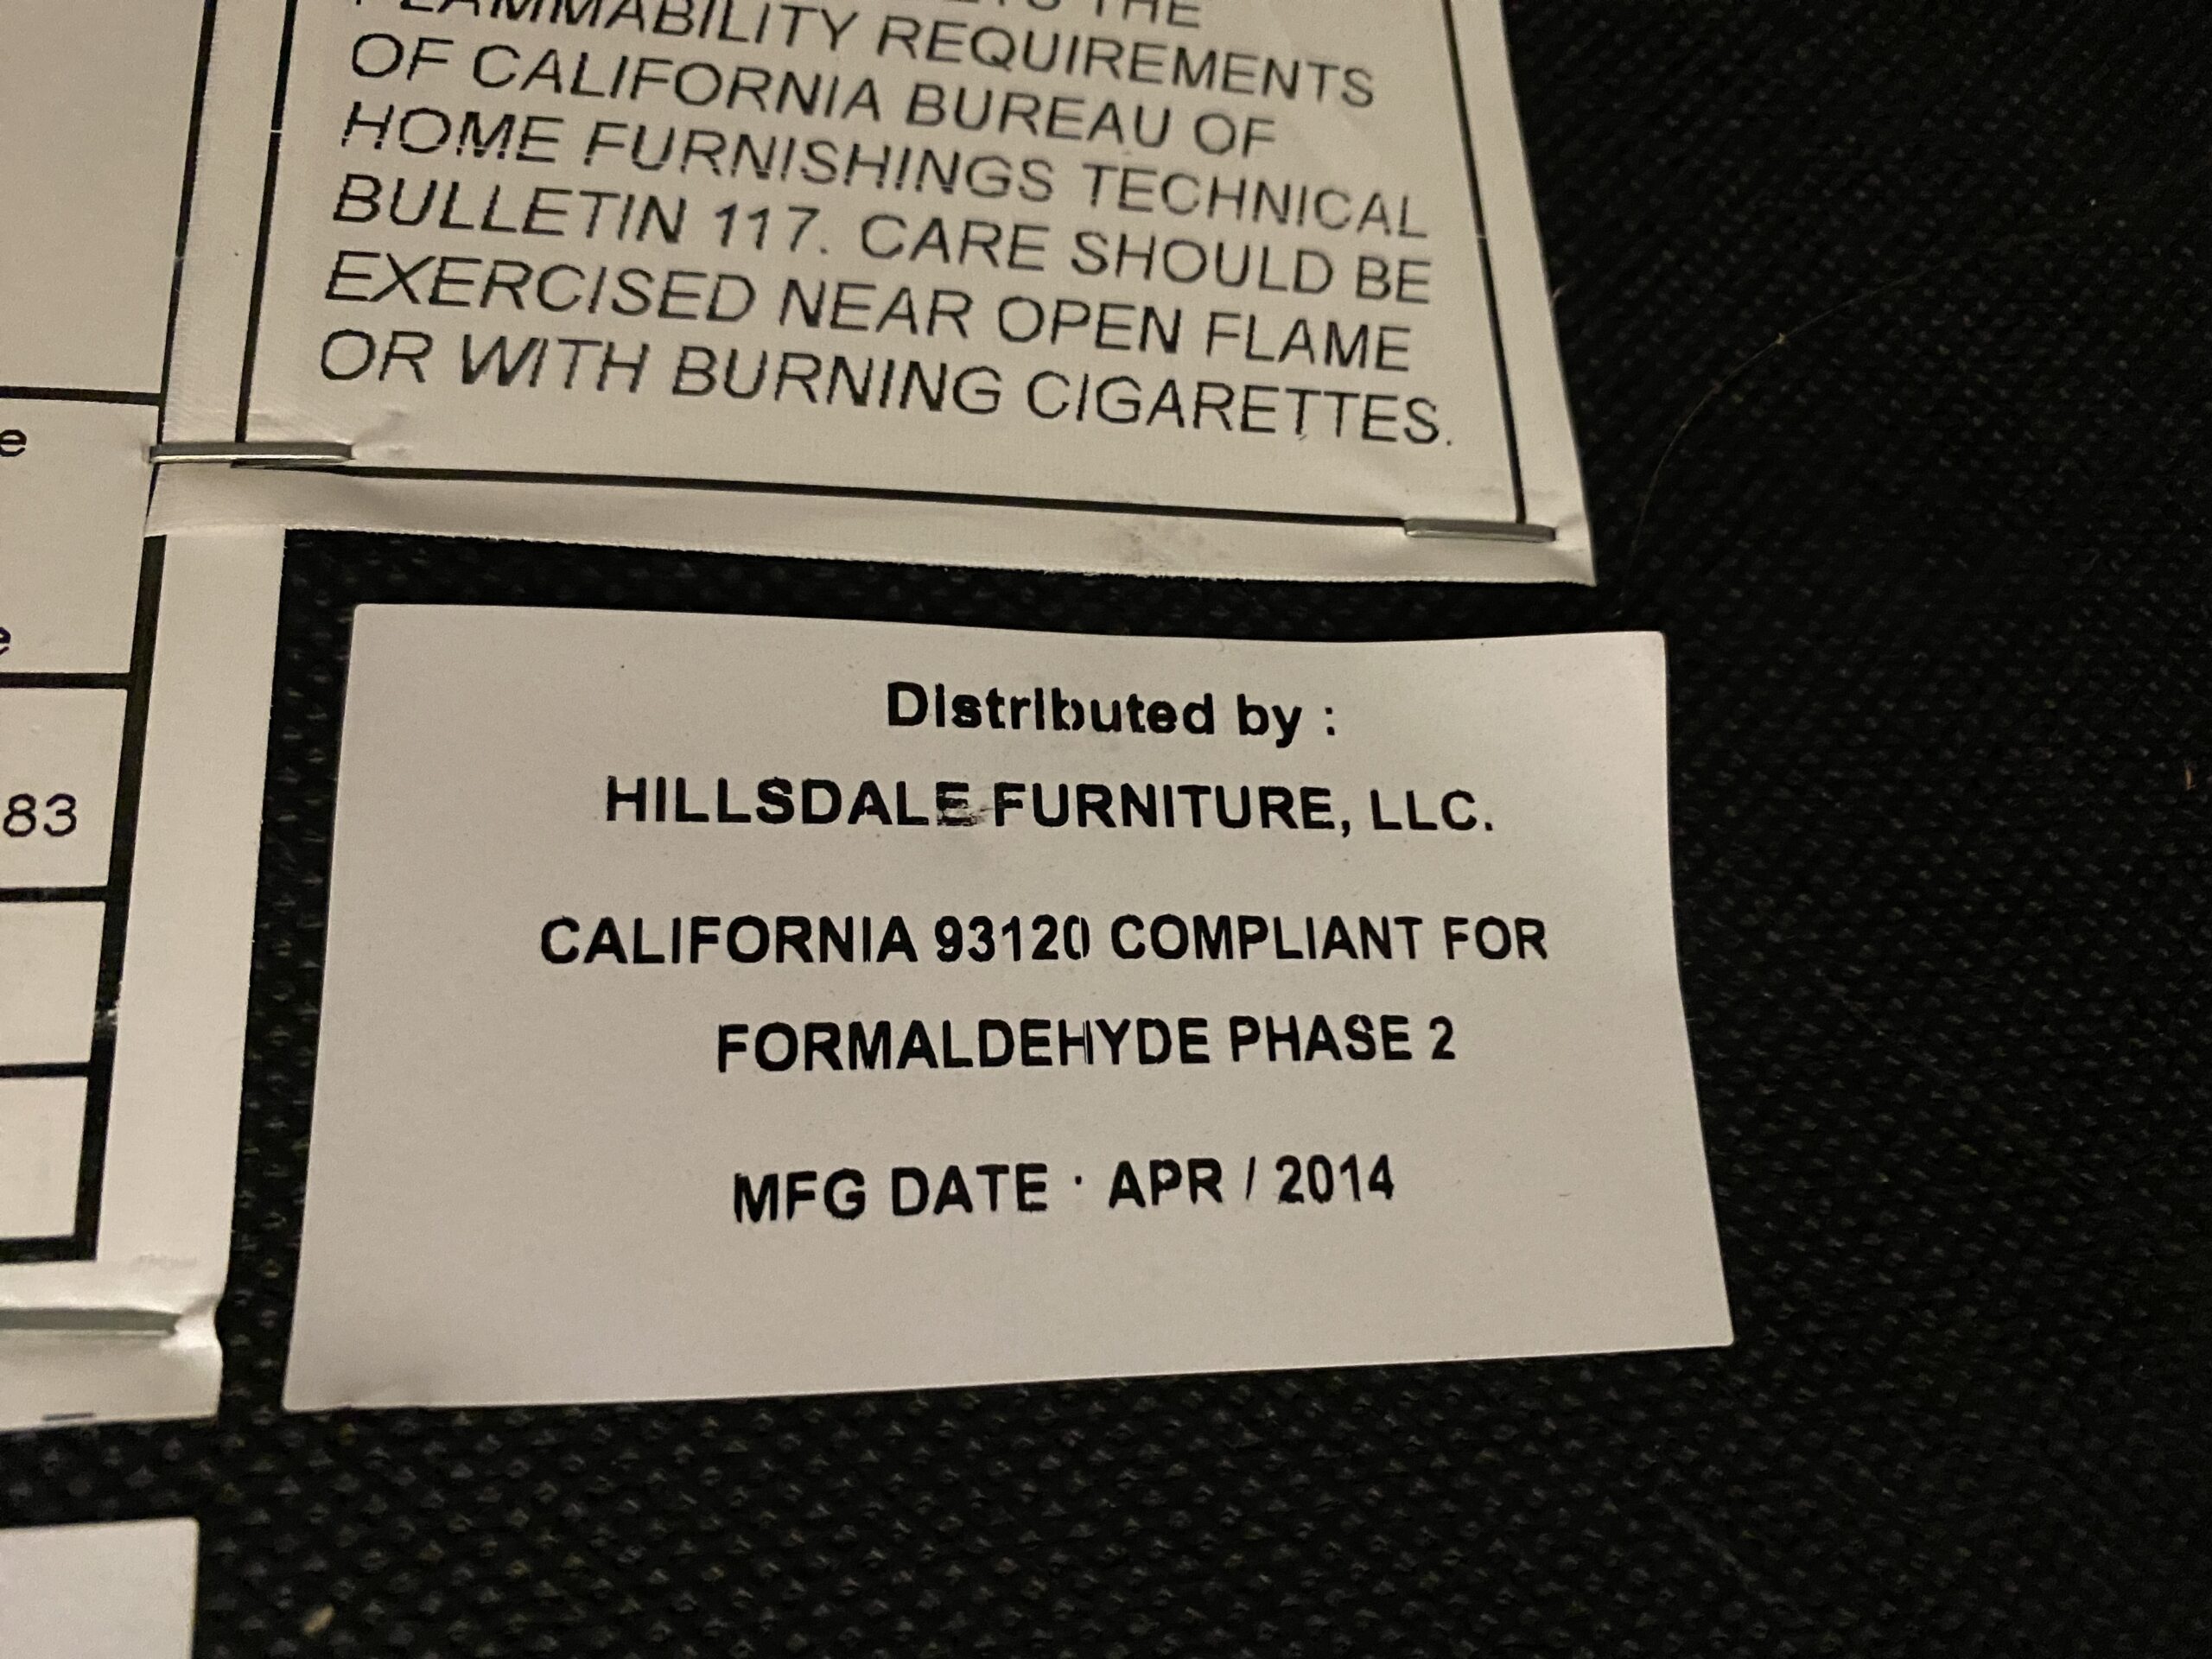 THE
FLAMMABILITY REQUIREMENTS
OF CALIFORNIA BUREAU OF
HOME FURNISHINGS TECHNICAL
BULLETIN 117. CARE SHOULD BE
EXERCISED NEAR OPEN FLAME
OR WITH BURNING CIGARETTES.
e
e
83
Distributed by :
HILLSDALE FURNITURE, LLC.
CALIFORNIA 93120 COMPLIANT FOR
FORMALDEHYDE PHASE 2
MFG DATE · APR / 2014